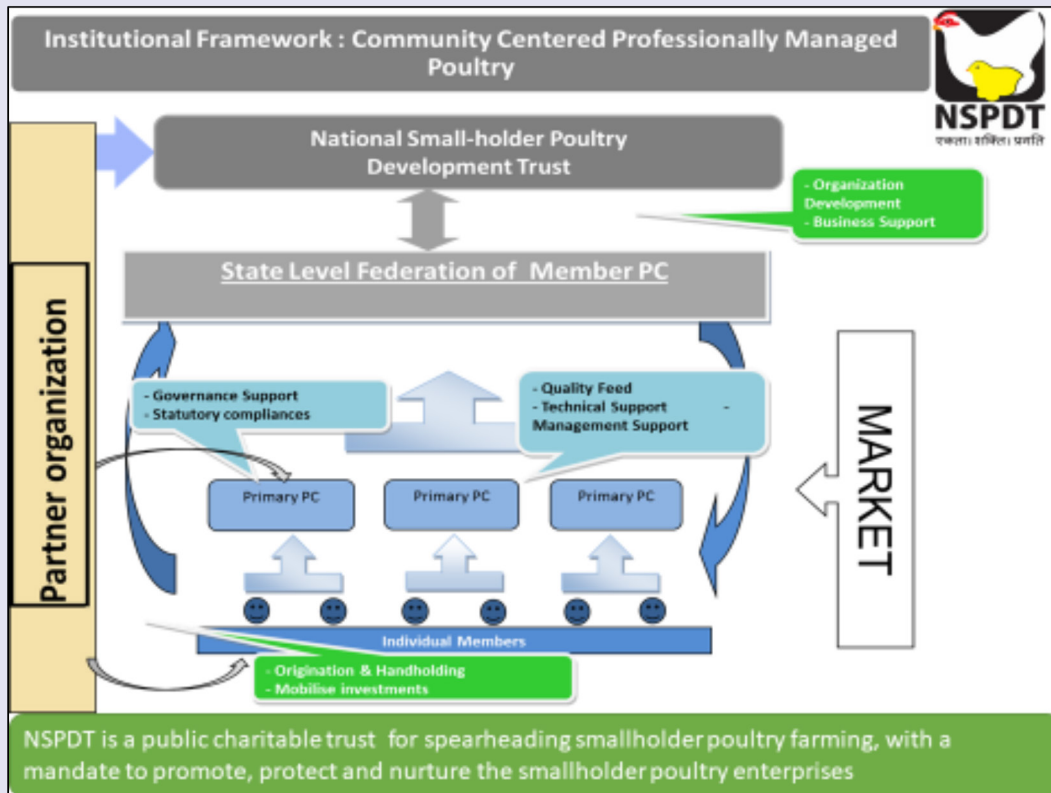 Institutional Framework : Community Centered Professionally Managed
Poultry
NSPDT
एकता। शक्ति। प्रगति
National Small-holder Poultry
Development Trust
- Organization
Development
- Business Support
State Level Federation of Member PC
Partner organization
- Governance Support
- Statutory compliances
- Quality Feed
- Technical Support -
Management Support
MARKET
Primary PC
Primary PC
Primary PC
Individual Members
- Origination & Handholding
- Mobilise investments
NSPDT is a public charitable trust for spearheading smallholder poultry farming, with a
mandate to promote, protect and nurture the smallholder poultry enterprises